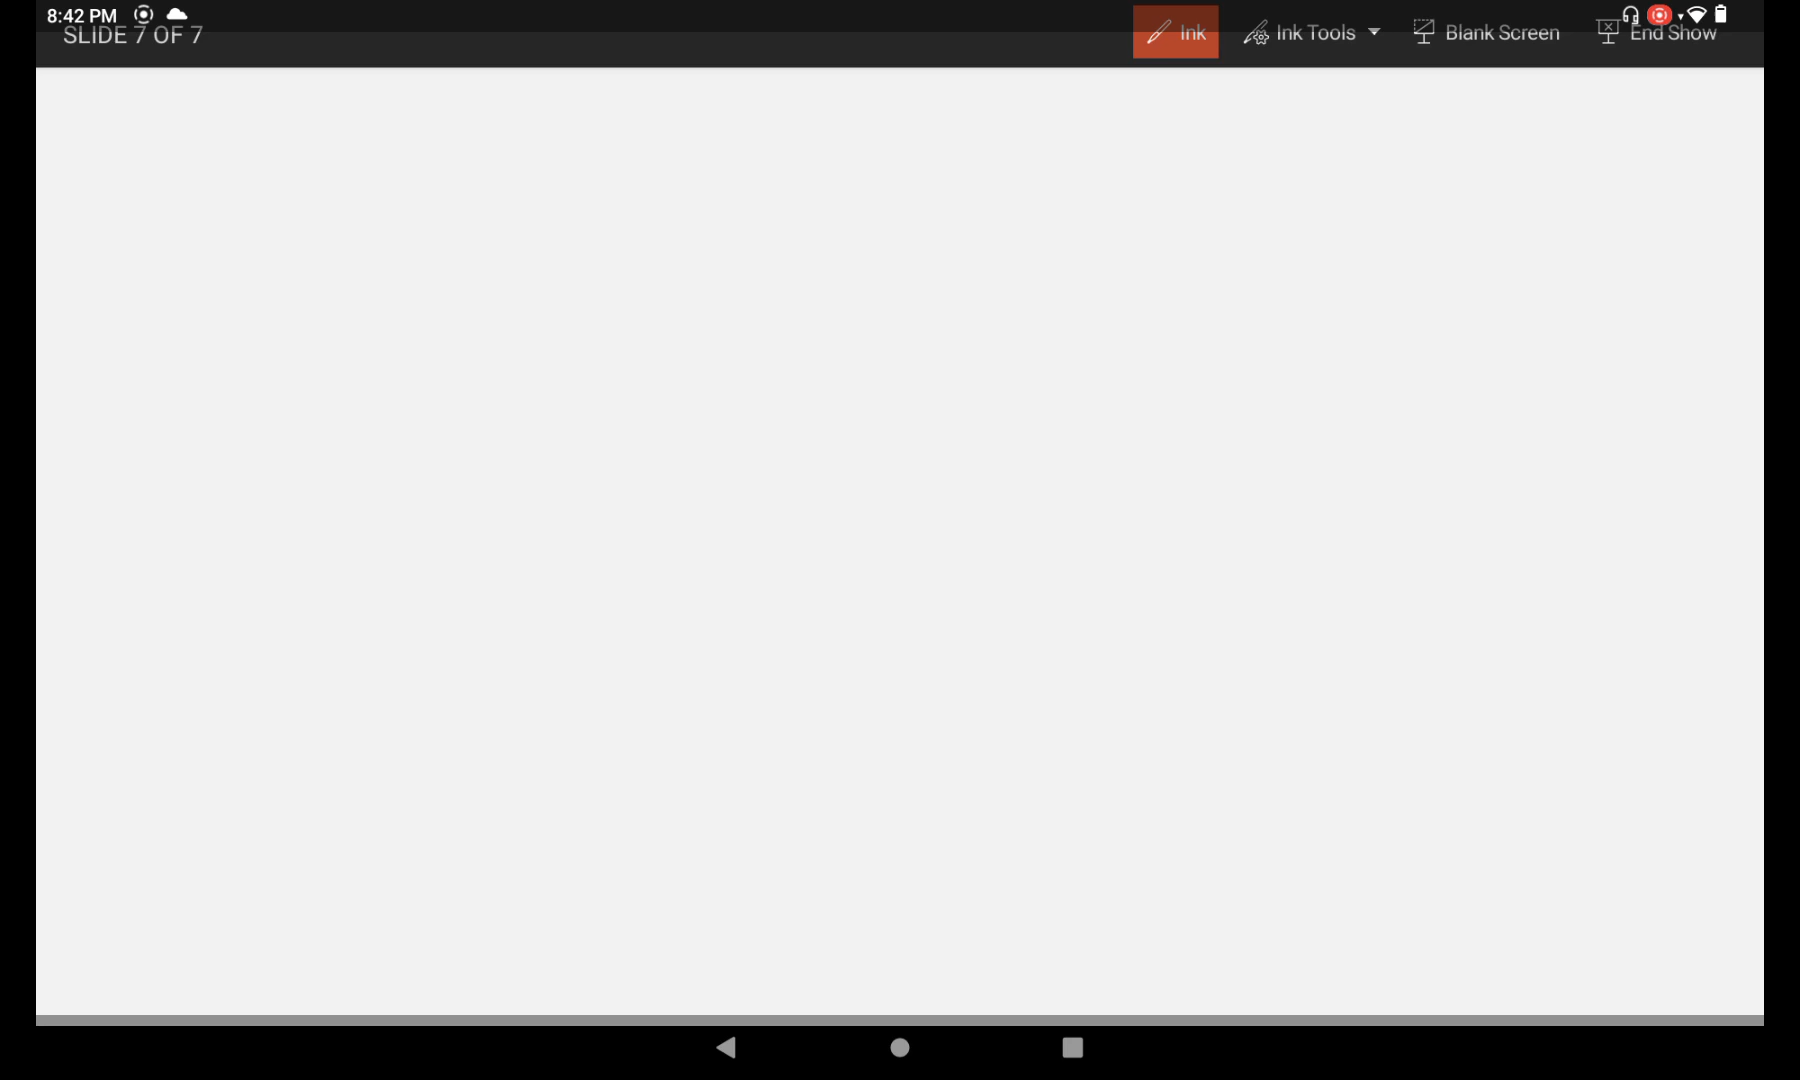 8:42 PM
SLIDE 7 OF 7
Ink
Ink Tools
Blank Screen
End Show